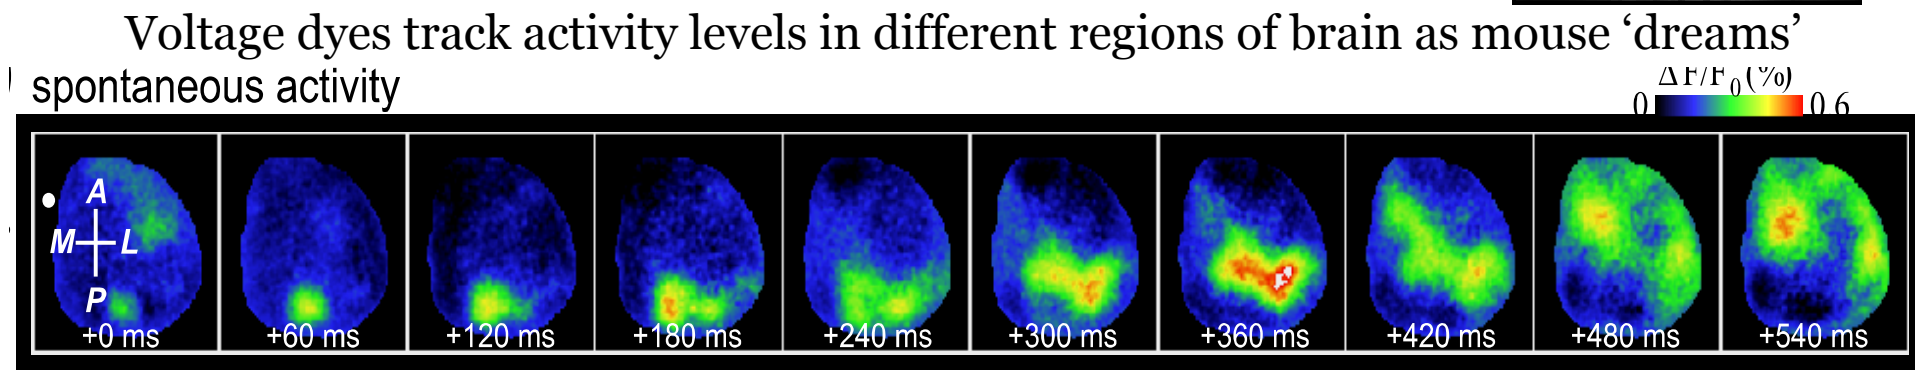 Voltage dyes track activity levels in different regions of brain as mouse ‘dreams’
spontaneous activity
Δ F/F0 (%)
0 0 6
A
M L
P
+0 ms +60 ms +120 ms +180 ms +240 ms +300 ms +360 ms +420 ms +480 ms +540 ms